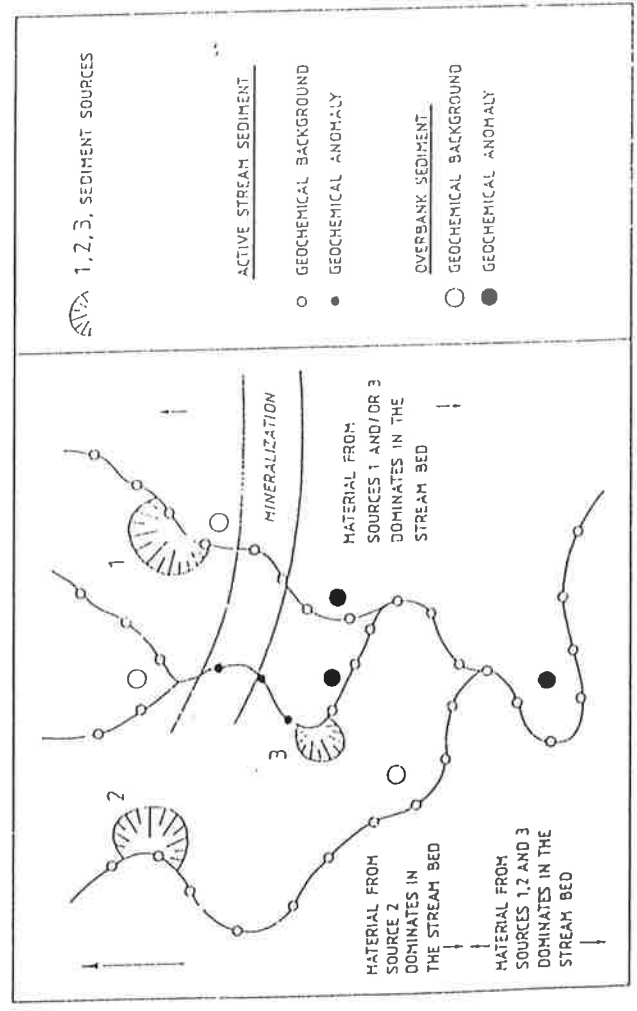 1
2
3
MINERALIZATION
MATERIAL FROM
SOURCES 1 AND/OR 3
DOMINATES IN THE
STREAM BED
MATERIAL FROM
SOURCE 2
DOMINATES IN
THE STREAM BED
MATERIAL FROM
SOURCES 1,2 AND 3
DOMINATES IN THE
STREAM BED
1, 2, 3, SEDIMENT SOURCES
ACTIVE STREAM SEDIMENT
GEOCHEMICAL BACKGROUND
GEOCHEMICAL ANOMALY
OVERBANK SEDIMENT
GEOCHEMICAL BACKGROUND
GEOCHEMICAL ANOMALY